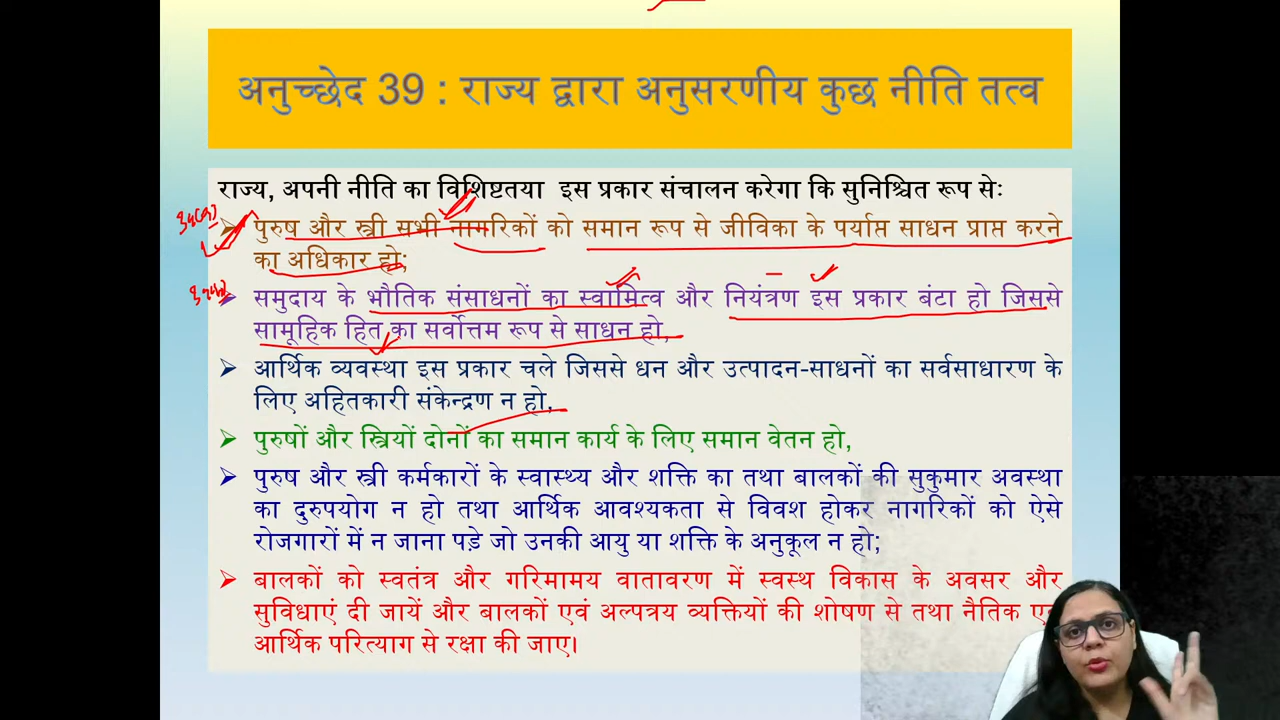 अनुच्छेद 39 : राज्य द्वारा अनुसरणीय कुछ नीति तत्व
राज्य, अपनी नीति का विशिष्टतया इस प्रकार संचालन करेगा कि सुनिश्चित रूप सेः
➢ पुरुष और स्त्री सभी नागरिकों को समान रूप से जीविका के पर्याप्त साधन प्राप्त करने
का अधिकार हो;
➢ समुदाय के भौतिक संसाधनों का स्वामित्व और नियंत्रण इस प्रकार बंटा हो जिससे
सामूहिक हित का सर्वोत्तम रूप से साधन हो,
➢ आर्थिक व्यवस्था इस प्रकार चले जिससे धन और उत्पादन-साधनों का सर्वसाधारण के
लिए अहितकारी संकेन्द्रण न हो,
➢ पुरुषों और स्त्रियों दोनों का समान कार्य के लिए समान वेतन हो,
➢ पुरुष और स्त्री कर्मकारों के स्वास्थ्य और शक्ति का तथा बालकों की सुकुमार अवस्था
का दुरुपयोग न हो तथा आर्थिक आवश्यकता से विवश होकर नागरिकों को ऐसे
रोजगारों में न जाना पड़े जो उनकी आयु या शक्ति के अनुकूल न हो;
➢ बालकों को स्वतंत्र और गरिमामय वातावरण में स्वस्थ विकास के अवसर और
सुविधाएं दी जायें और बालकों एवं अल्पत्रय व्यक्तियों की शोषण से तथा नैतिक
आर्थिक परित्याग से रक्षा की जाए।